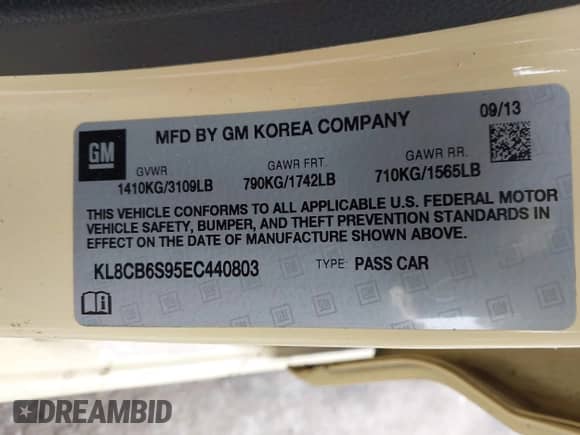 09/13
GM
MFD BY GM KOREA COMPANY
GVWR GAWR FRT. GAWR RR.
1410KG/3109LB 790KG/1742LB 710KG/1565LB
THIS VEHICLE CONFORMS TO ALL APPLICABLE U.S. FEDERAL MOTOR
VEHICLE SAFETY, BUMPER, AND THEFT PREVENTION STANDARDS IN
EFFECT ON THE DATE OF MANUFACTURE SHOWN ABOVE.
KL8CB6S95EC440803 TYPE: PASS CAR
DREAMBID